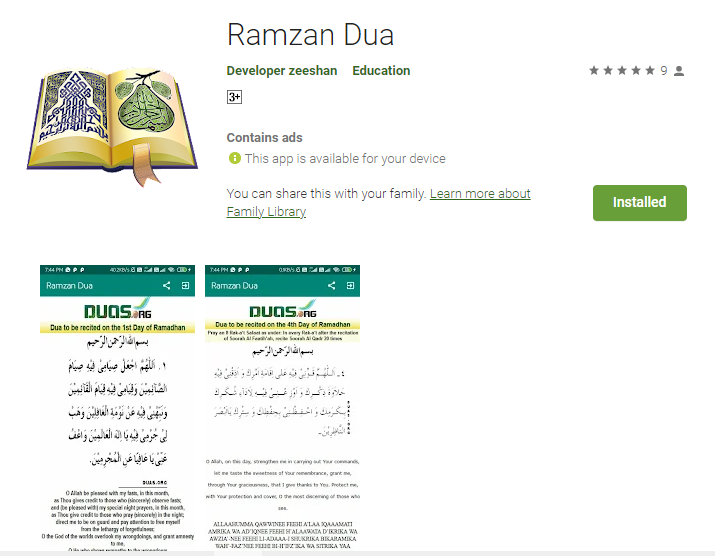 Ramzan Dua
Developer zeeshan Education
9
3+
Contains ads
This app is available for your device
You can share this with your family. Learn more about
Family Library
Installed
7:44 PM
Ramzan Dua
DUAS.ORG
Dua to be recited on the 1st Day of Ramadhan
بسم الله الرحمن الرحيم
١. اَللّٰهُمَّ اجْعَلْ صِيَامِيْ فِيْهِ صِيَامَ
الصَّائِمِيْنَ وَقِيَامِيْ فِيْهِ قِيَامَ الْقَائِمِيْنَ
وَنَبِّهْنِيْ فِيْهِ عَنْ نَوْمَةِ الْغَافِلِيْنَ وَهَبْ
لِيْ جُرْمِيْ فِيْهِ يَا اِلٰهَ الْعَالَمِيْنَ وَاعْفُ
عَنِّيْ يَا عَافِيًا عَنِ الْمُجْرِمِيْنَ.
DUAS.ORG
O Allah be pleased with my fasts, in this month,
as Thou gives credit to those who (sincerely) observe fasts;
and (be pleased with) my special night prayers, in this month,
as Thou give credit to those who pray (sincerely) in the night;
direct me to be on guard and pay attention to free myself
from the lethargy of forgetfulness;
O the God of the worlds overlook my wrongdoings, and grant amnesty
to me,
7:44 PM
Ramzan Dua
DUAS.ORG
Dua to be recited on the 4th Day of Ramadhan
Pray an 8 Raka't Salaat as under: In every Raka't after the recitation
of Soorah Al Faatih'ah, recite Soorah Al Qadr 20 times
بسم الله الرحمن الرحيم
٤. اَللّٰهُمَّ قَوِّنِيْ فِيْهِ عَلٰى اِقَامَةِ اَمْرِكَ وَ اَذِقْنِيْ فِيْهِ
حَلاَوَةَ ذِكْرِكَ وَ اَوْزِعْنِيْ فِيْهِ لِاَدَاءِ شُكْرِكَ
بِكَرَمِكَ وَ احْفَظْنِيْ بِحِفْظِكَ وَ سِتْرِكَ يَا اَبْصَرَ
النَّاظِرِيْنَ.
O Allah, on this day, strengthen me in carrying out Your commands,
let me taste the sweetness of Your remembrance, grant me,
through Your graciousness, that I give thanks to You. Protect me,
with Your protection and cover, O the most discerning of those who
see.
ALLAAHUMMA QAWWINEE FEEHI A'LAA IQAAAMATI
AMRIKA WA AD'IQNEE FEEHI H'ALAAWATA D'IKRIKA WA
AWZIA'-NEE FEEHI LI-ADAAA-I SHUKRIKA BIKARAMIKA
WAH'-FAZ'NEE FEEHI BI-H'IFZ'IKA WA SITRIKA YAA